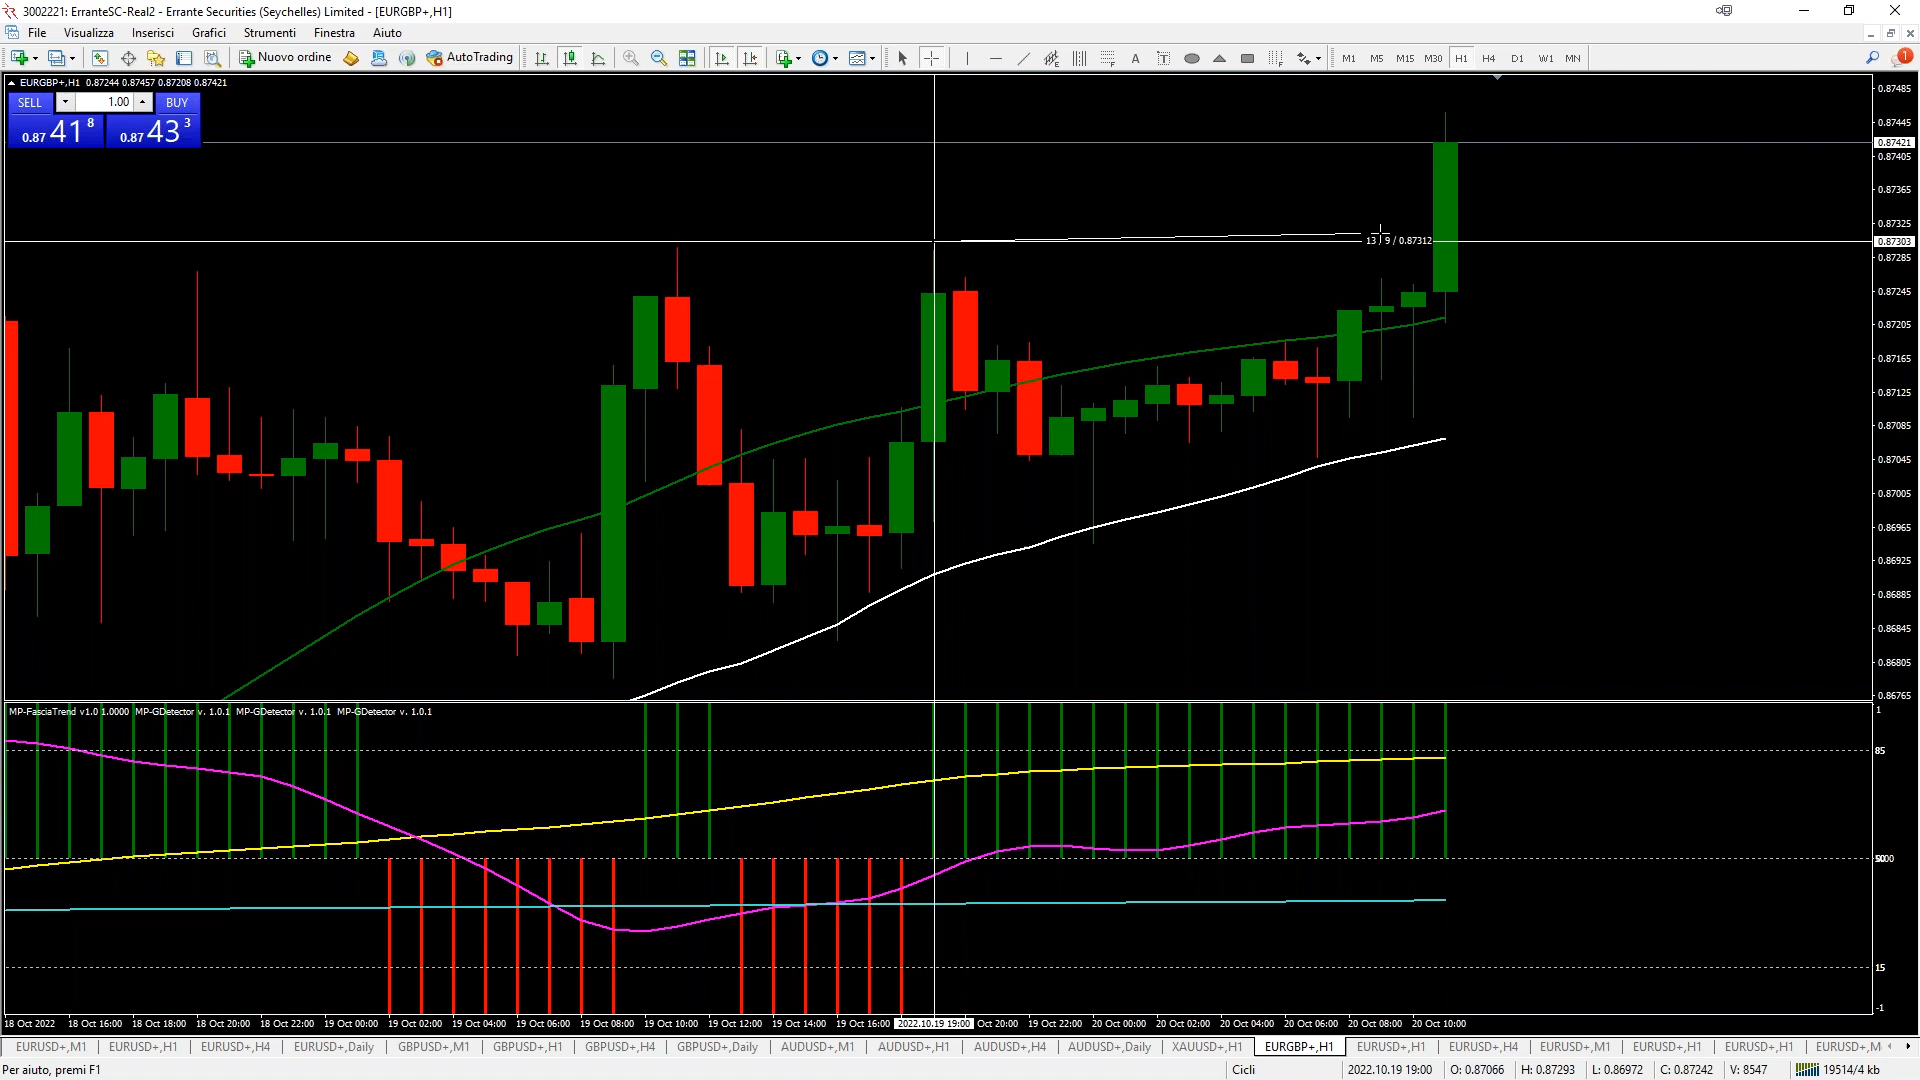 3002221: ErranteSC-Real2 - Errante Securities (Seychelles) Limited - [EURGBP+,H1]
File Visualizza Inserisci Grafici Strumenti Finestra Aiuto
Nuovo ordine AutoTrading A T M1 M5 M15 M30 H1 H4 D1 W1 MN 1
EURGBP+,H1 0.87244 0.87457 0.87208 0.87421
SELL 1.00 BUY
0.87 41 8 0.87 43 3
0.87485
0.87445
0.87421
0.87405
0.87365
0.87325
13 / 9 / 0.87312
0.87303
0.87285
0.87245
0.87205
0.87165
0.87125
0.87085
0.87045
0.87005
0.86965
0.86925
0.86885
0.86845
0.86805
0.86765
MP-FasciaTrend v1.0 1.0000 MP-GDetector v. 1.0.1 MP-GDetector v. 1.0.1 MP-GDetector v. 1.0.1
1
85
15
-1
18 Oct 2022 18 Oct 16:00 18 Oct 18:00 18 Oct 20:00 18 Oct 22:00 19 Oct 00:00 19 Oct 02:00 19 Oct 04:00 19 Oct 06:00 19 Oct 08:00 19 Oct 10:00 19 Oct 12:00 19 Oct 14:00 19 Oct 16:00 2022.10.19 19:00 Oct 20:00 19 Oct 22:00 20 Oct 00:00 20 Oct 02:00 20 Oct 04:00 20 Oct 06:00 20 Oct 08:00 20 Oct 10:00
EURUSD+,M1 EURUSD+,H1 EURUSD+,H4 EURUSD+,Daily GBPUSD+,M1 GBPUSD+,H1 GBPUSD+,H4 GBPUSD+,Daily AUDUSD+,M1 AUDUSD+,H1 AUDUSD+,H4 AUDUSD+,Daily XAUUSD+,H1 EURGBP+,H1 EURUSD+,H1 EURUSD+,H4 EURUSD+,M1 EURUSD+,H1 EURUSD+,H1 EURUSD+,M
Per aiuto, premi F1 Cicli 2022.10.19 19:00 O: 0.87066 H: 0.87293 L: 0.86972 C: 0.87242 V: 8547 19514/4 kb